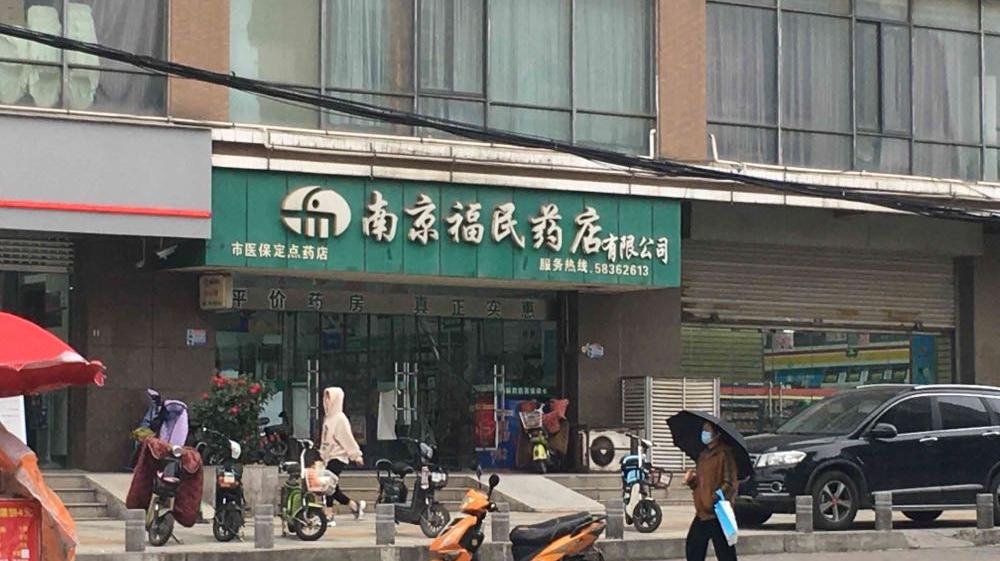 南京福民药店有限公司
市医保定点药店
服务热线.58362613
平价药房 真正实惠